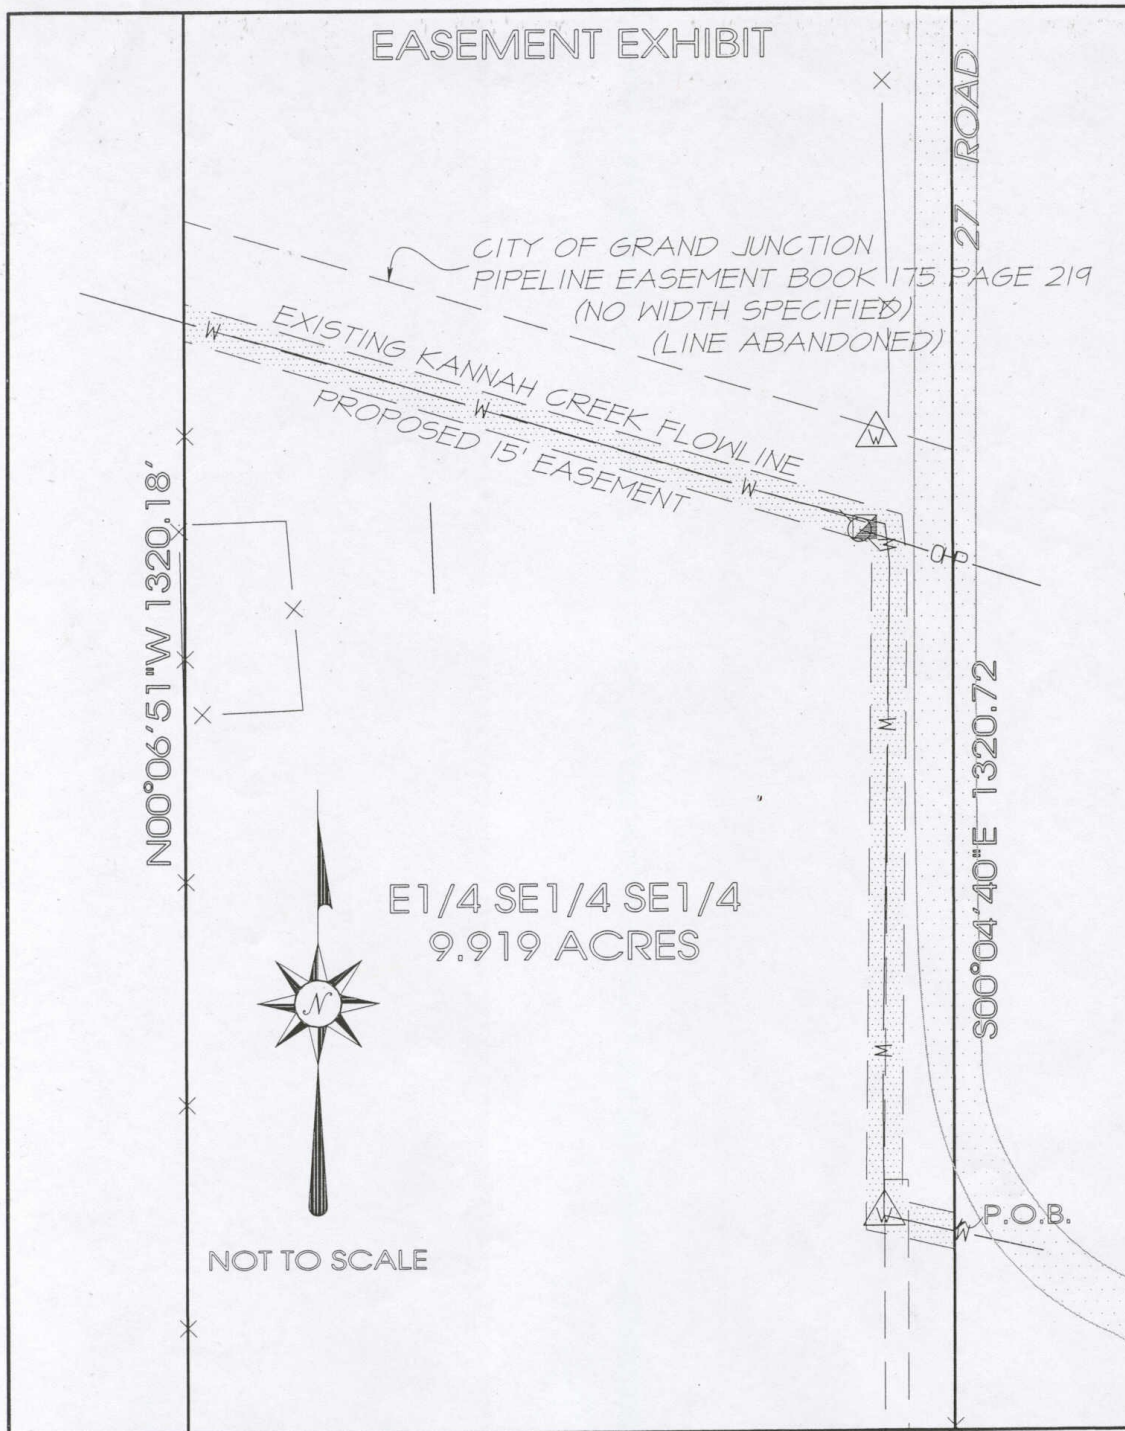 EASEMENT EXHIBIT
27 ROAD
CITY OF GRAND JUNCTION
PIPELINE EASEMENT BOOK 175 PAGE 219
(NO WIDTH SPECIFIED)
(LINE ABANDONED)
EXISTING KANNAH CREEK FLOWLINE
PROPOSED 15' EASEMENT
W
W
W
W
W
W
W
N00°06'51"W 1320.18'
S00°04'40"E 1320.72
E1/4 SE1/4 SE1/4
9.919 ACRES
N
W
W
P.O.B.
NOT TO SCALE